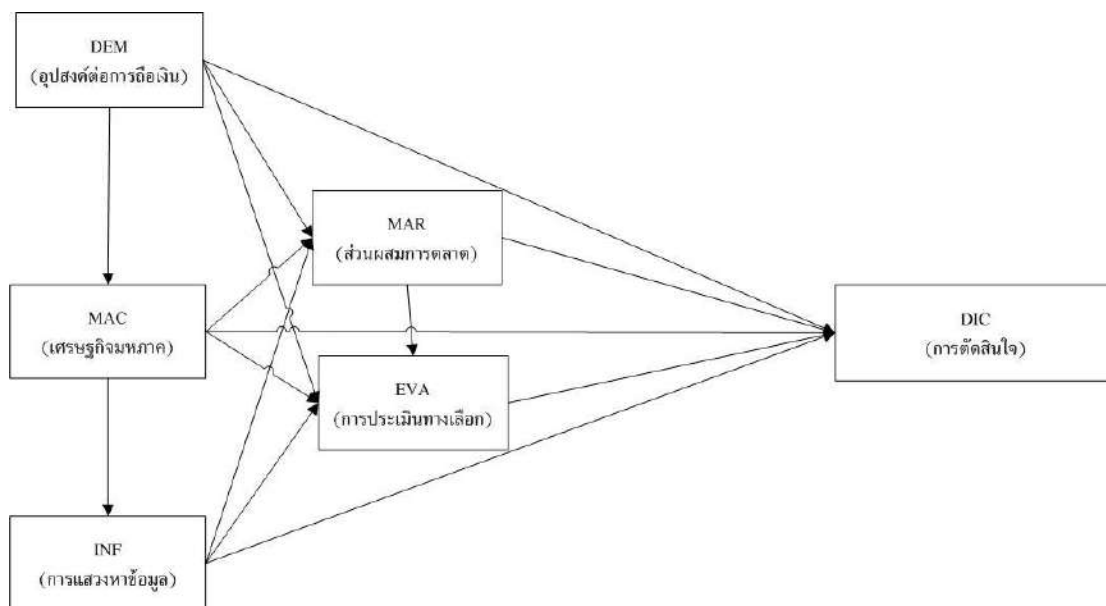 DEM
(อุปสงค์ต่อการถือเงิน)
MAR
(ส่วนผสมการตลาด)
MAC
(เศรษฐกิจมหภาค)
DIC
(การตัดสินใจ)
EVA
(การประเมินทางเลือก)
INF
(การแสวงหาข้อมูล)